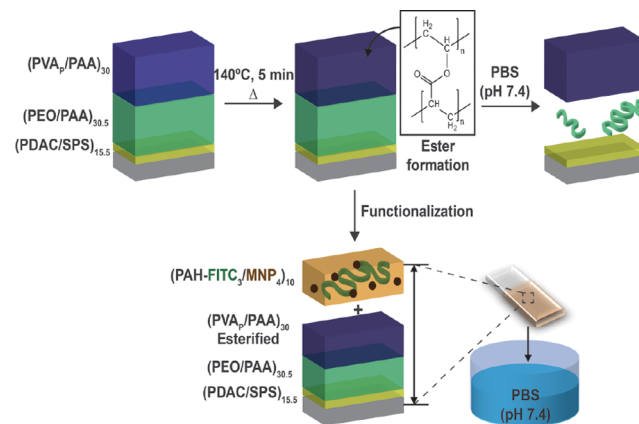 (PVAₚ/PAA)₃₀
(PEO/PAA)₃₀.₅
(PDAC/SPS)₁₅.₅
140ºC, 5 min
Δ
H₂
C
C
H
n
O
O
C
HC
C
H₂
n
Ester
formation
PBS
(pH 7.4)
Functionalization
(PAH-FITC₃/MNP₄)₁₀
+
(PVAₚ/PAA)₃₀
Esterified
(PEO/PAA)₃₀.₅
(PDAC/SPS)₁₅.₅
PBS
(pH 7.4)